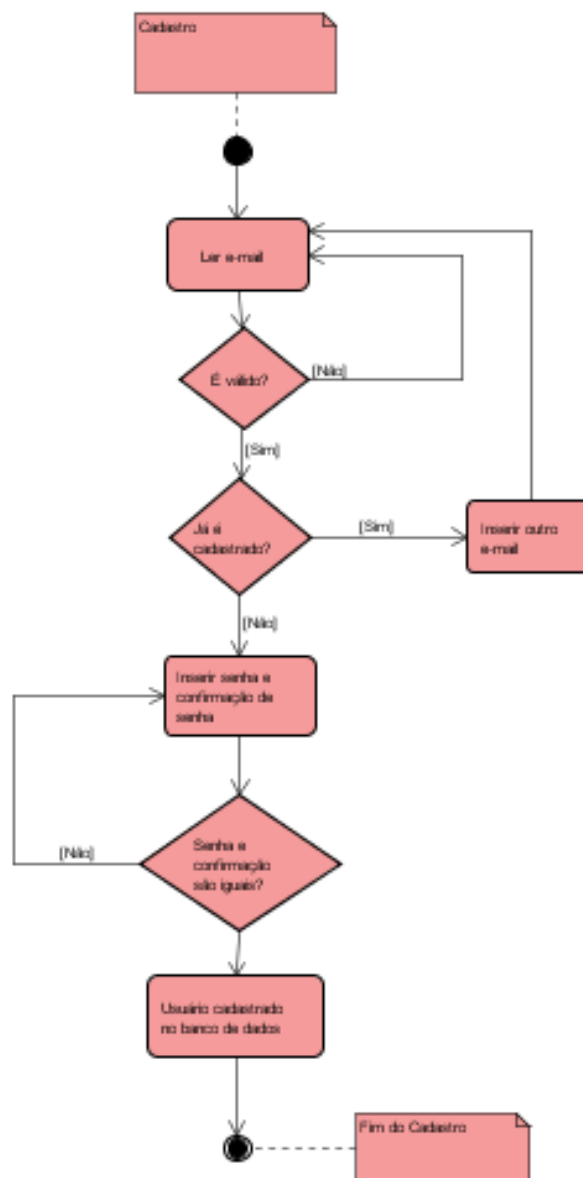 Cadastro
Ler e-mail
É válido?
[Não]
[Sim]
Já é
cadastrado?
[Sim]
Inserir outro
e-mail
[Não]
Inserir senha e
confirmação de
senha
[Não]
Senha e
confirmação
são iguais?
Usuário cadastrado
no banco de dados
Fim do Cadastro